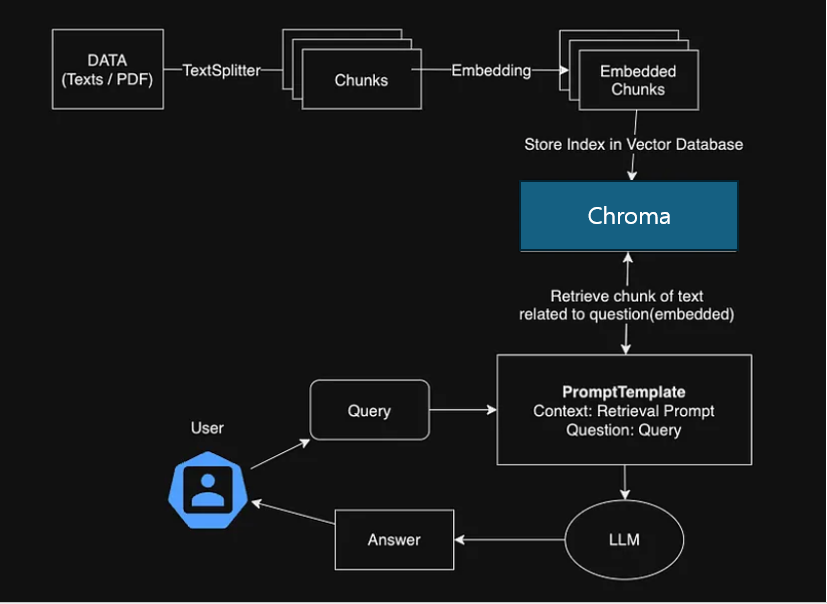 DATA
(Texts / PDF)
TextSplitter
Chunks
Embedding
Embedded
Chunks
Store Index in Vector Database
Chroma
Retrieve chunk of text
related to question(embedded)
PromptTemplate
Context: Retrieval Prompt
Question: Query
Query
User
Answer
LLM